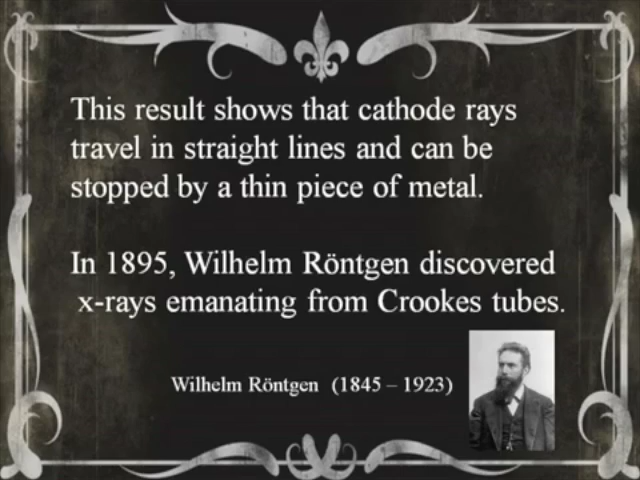 This result shows that cathode rays
travel in straight lines and can be
stopped by a thin piece of metal.
In 1895, Wilhelm Röntgen discovered
x-rays emanating from Crookes tubes.
Wilhelm Röntgen (1845 – 1923)